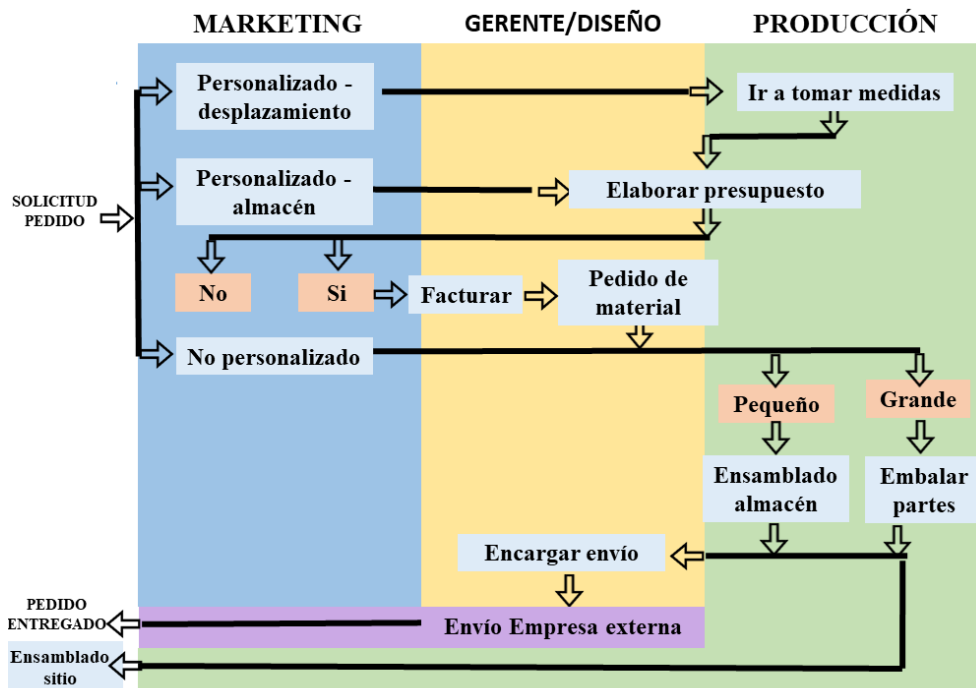 MARKETING
GERENTE/DISEÑO
PRODUCCIÓN
Personalizado -
desplazamiento
Ir a tomar medidas
SOLICITUD
PEDIDO
Personalizado -
almacén
Elaborar presupuesto
No
Si
Facturar
Pedido de
material
No personalizado
Pequeño
Grande
Ensamblado
almacén
Embalar
partes
Encargar envío
PEDIDO
ENTREGADO
Envío Empresa externa
Ensamblado
sitio